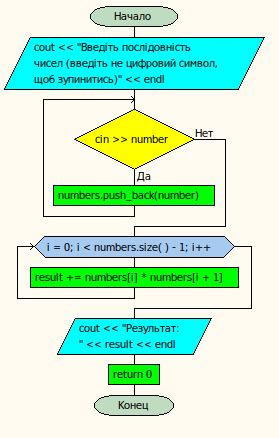 Начало
cout << "Введіть послідовність
чисел (введіть не цифровий символ,
щоб зупинитись)" << endl
cin >> number
Нет
Да
numbers.push_back(number)
i = 0; i < numbers.size( ) - 1; i++
result += numbers[i] * numbers[i + 1]
cout << "Результат:
" << result << endl
return 0
Конец